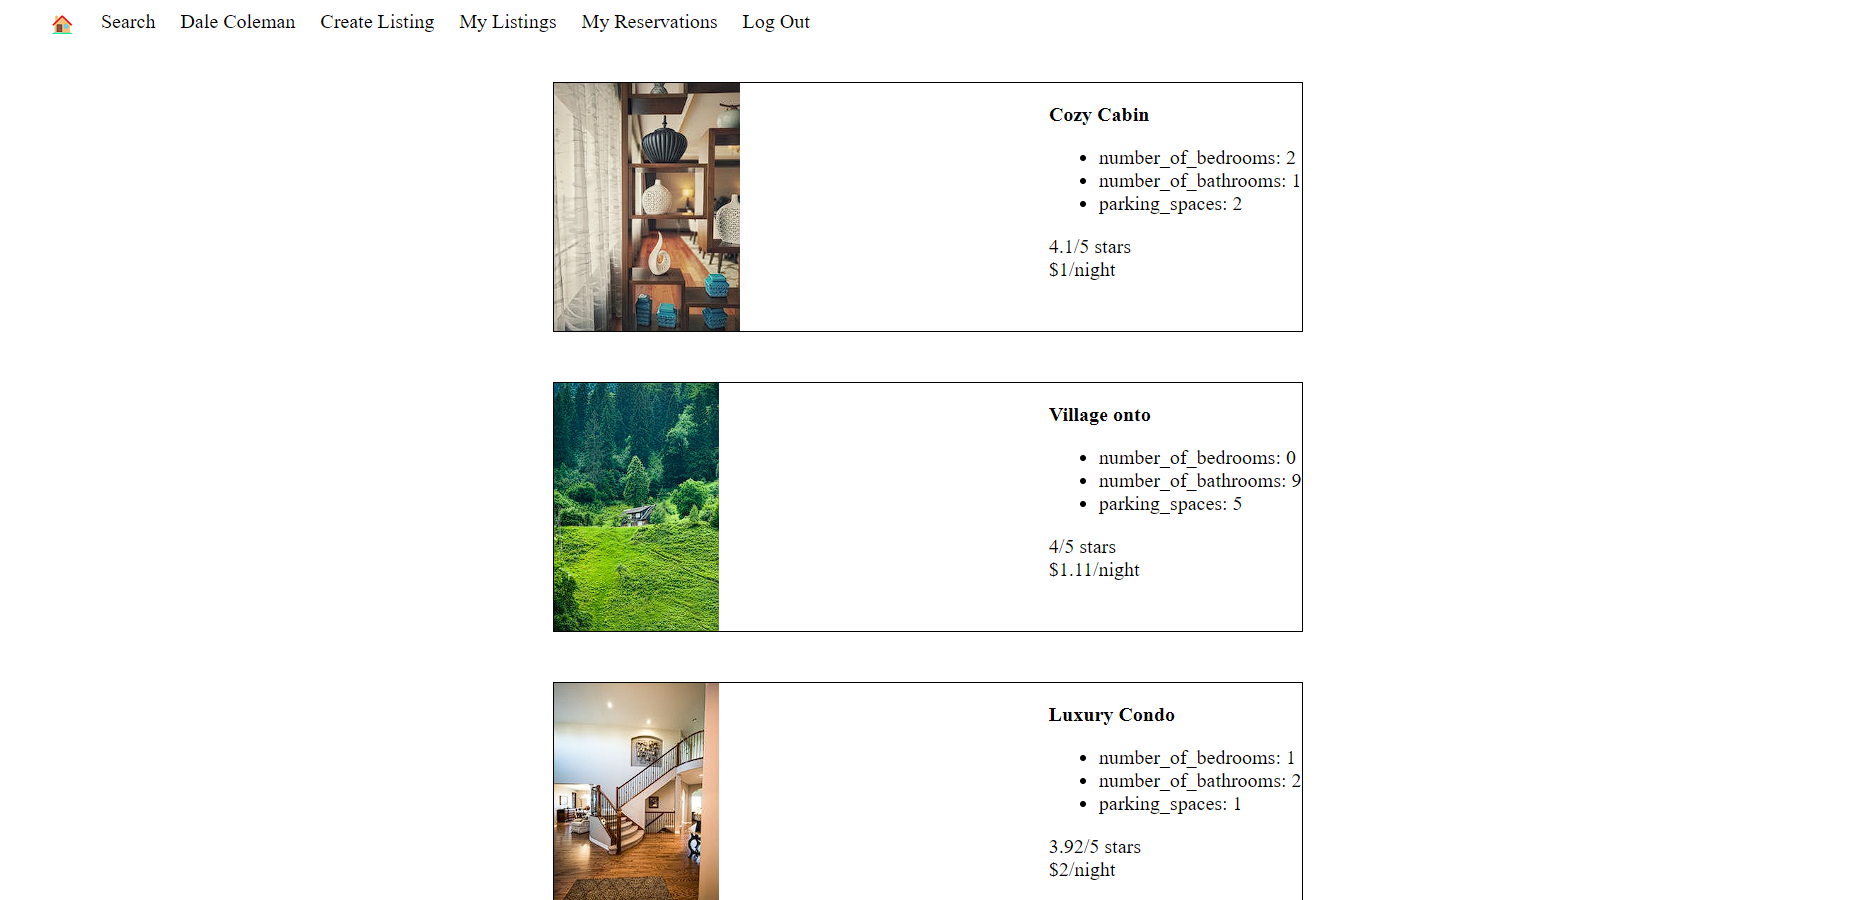 Search Dale Coleman Create Listing My Listings My Reservations Log Out
Cozy Cabin
number_of_bedrooms: 2
number_of_bathrooms: 1
parking_spaces: 2
4.1/5 stars
$1/night
Village onto
number_of_bedrooms: 0
number_of_bathrooms: 9
parking_spaces: 5
4/5 stars
$1.11/night
Luxury Condo
number_of_bedrooms: 1
number_of_bathrooms: 2
parking_spaces: 1
3.92/5 stars
$2/night